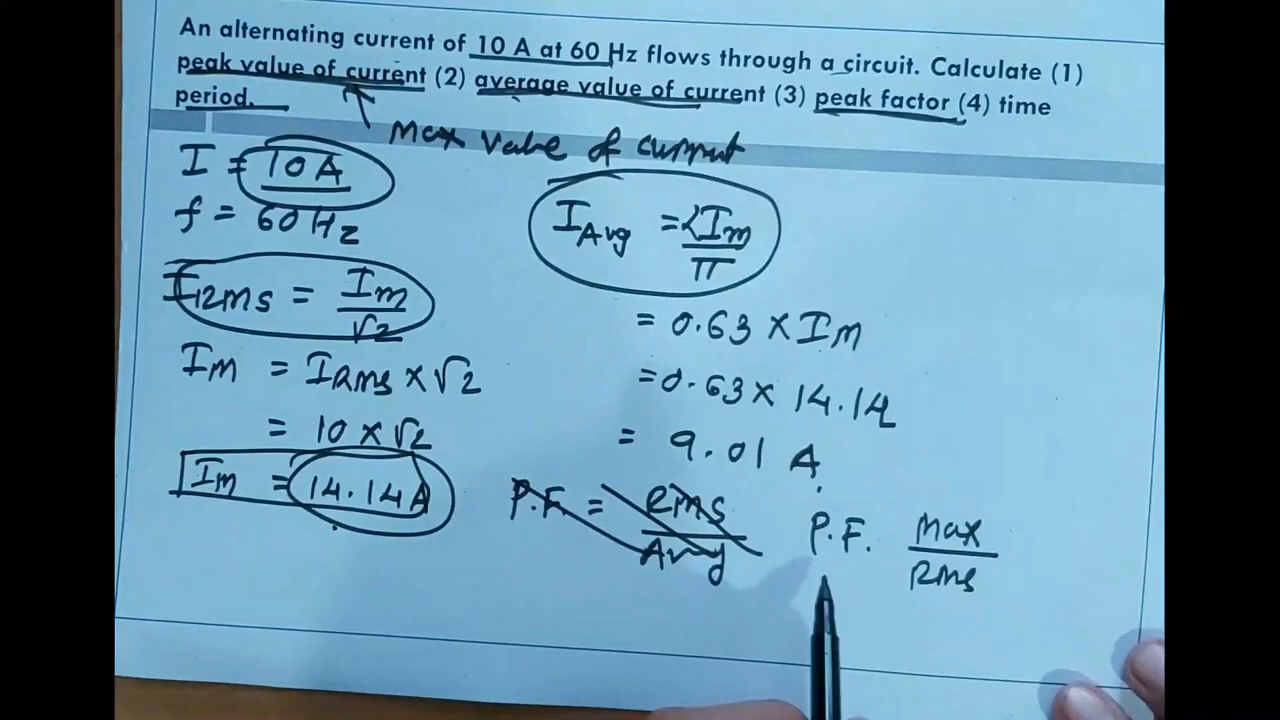 An alternating current of 10 A at 60 Hz flows through a circuit. Calculate (1)
peak value of current (2) average value of current (3) peak factor (4) time
period.
Max value of current
I = 10A
f = 60Hz
IRms = Im/√2
Im = IRms × √2
= 10 × √2
Im = 14.14A
IAvg = 2Im/π
= 0.63 × Im
= 0.63 × 14.14
= 9.01 A.
P.F. = Rms/Avg
P.F. Max/Rms